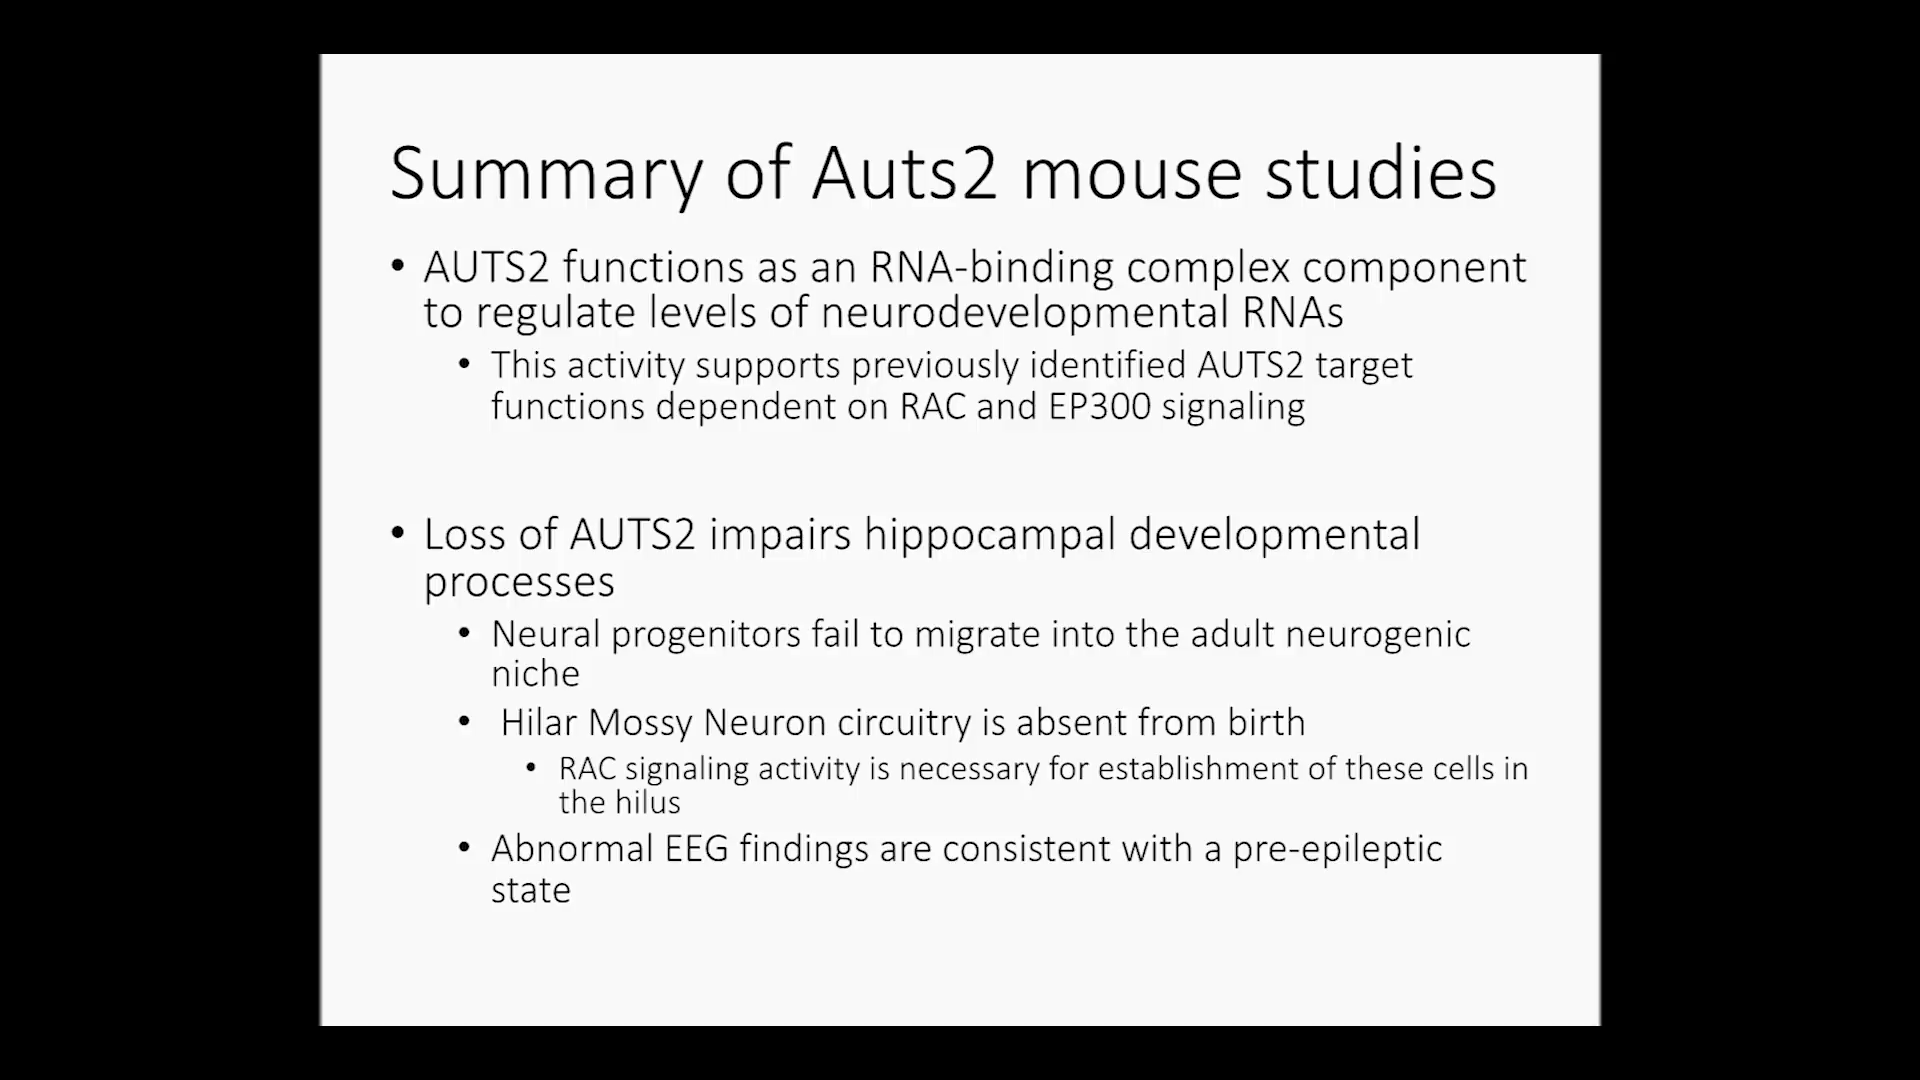 Summary of Auts2 mouse studies
• AUTS2 functions as an RNA-binding complex component
to regulate levels of neurodevelopmental RNAs
• This activity supports previously identified AUTS2 target
functions dependent on RAC and EP300 signaling
• Loss of AUTS2 impairs hippocampal developmental
processes
• Neural progenitors fail to migrate into the adult neurogenic
niche
• Hilar Mossy Neuron circuitry is absent from birth
• RAC signaling activity is necessary for establishment of these cells in
the hilus
• Abnormal EEG findings are consistent with a pre-epileptic
state